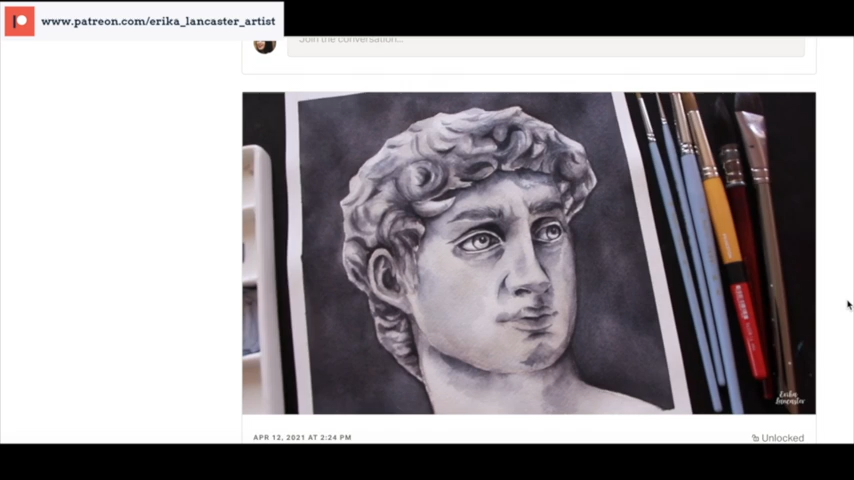 www.patreon.com/erika_lancaster_artist
Join the conversation...
Erika
Lancaster
APR 12, 2021 AT 2:24 PM
Unlocked